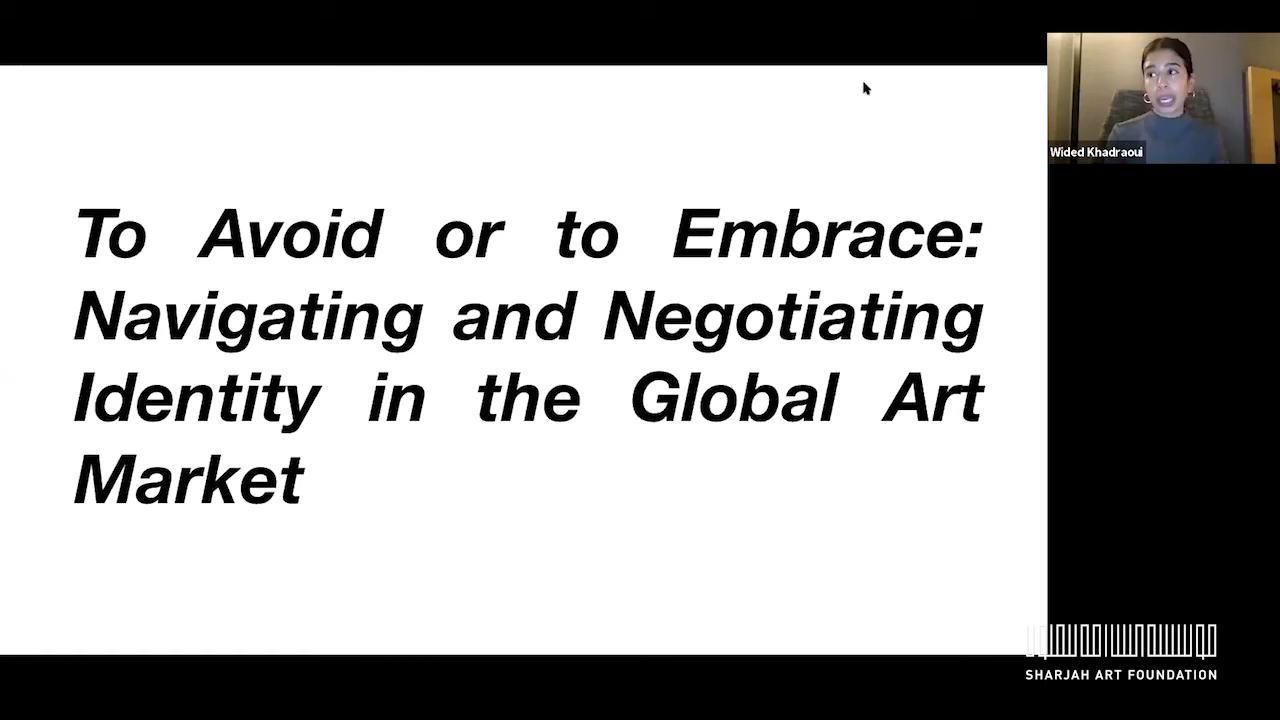 To Avoid or to Embrace:
Navigating and Negotiating
Identity in the Global Art
Market
Wided Khadraoui
SHARJAH ART FOUNDATION